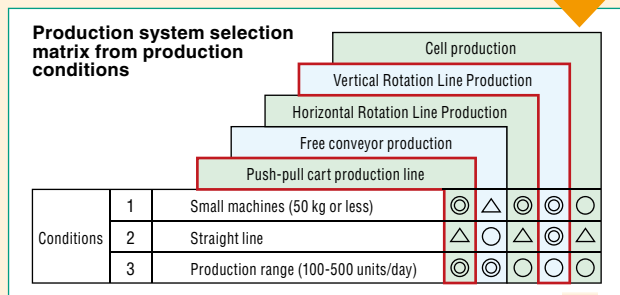 Production system selection
matrix from production
conditions
Cell production
Vertical Rotation Line Production
Horizontal Rotation Line Production
Free conveyor production
Push-pull cart production line
Conditions
1 Small machines (50 kg or less) ◎ △ ◎ ◎ ○
2 Straight line △ ○ △ ◎ △
3 Production range (100-500 units/day) ◎ ◎ ○ ○ ○